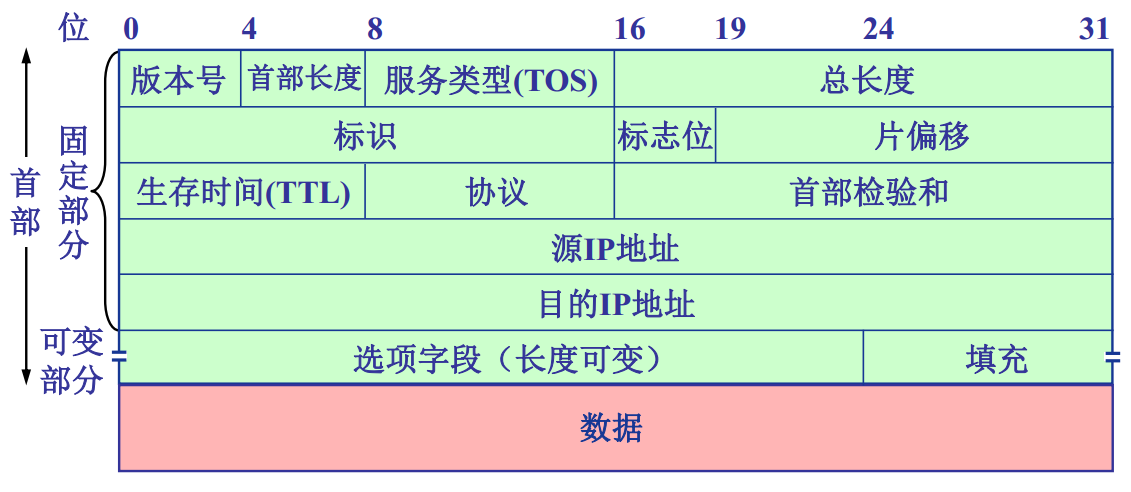 位 0 4 8 16 19 24 31
版本号 首部长度 服务类型(TOS) 总长度
标识 标志位 片偏移
生存时间(TTL) 协议 首部检验和
源IP地址
目的IP地址
选项字段（长度可变） 填充
数据
首部
固定部分
可变部分